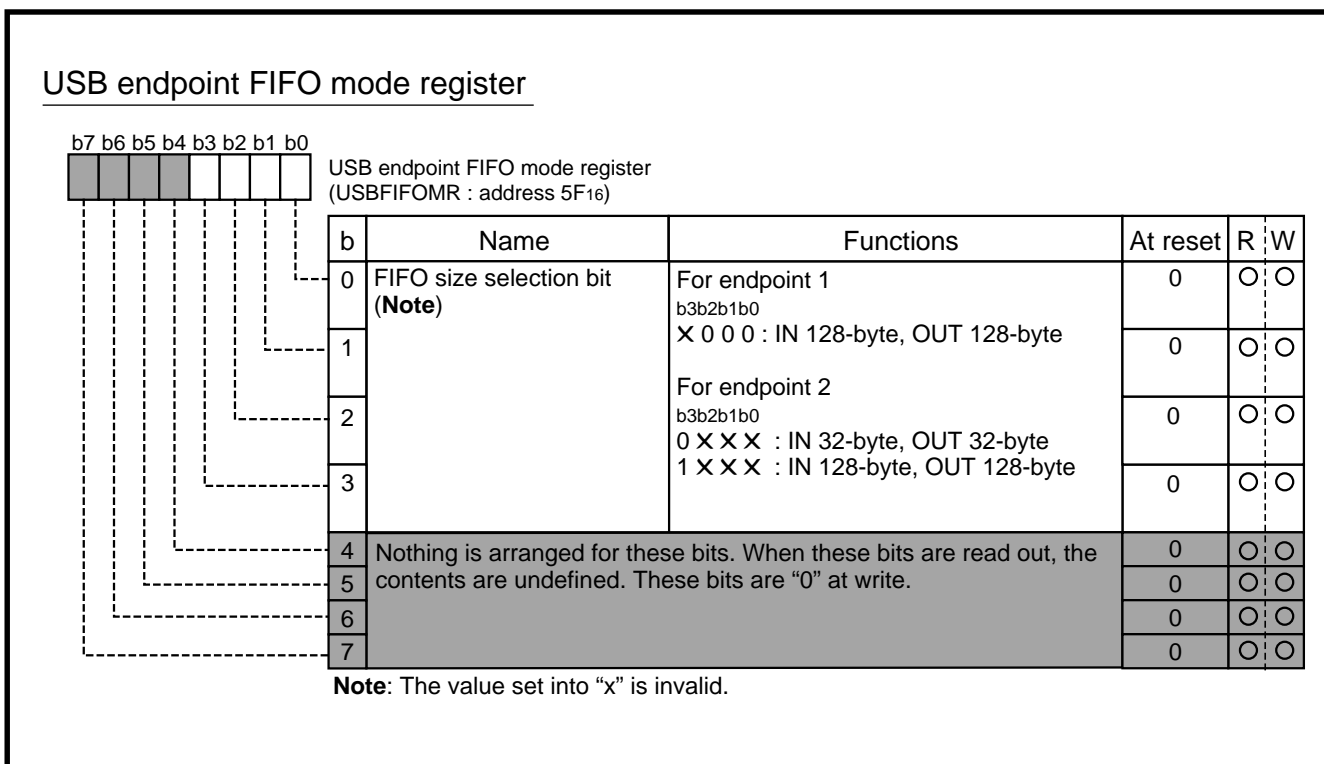 USB endpoint FIFO mode register
b7 b6 b5 b4 b3 b2 b1 b0
USB endpoint FIFO mode register
(USBFIFOMR : address 5F16)
b Name Functions At reset R W
0 FIFO size selection bit For endpoint 1 0 ○ ○
(Note) b3b2b1b0
✕ 0 0 0 : IN 128-byte, OUT 128-byte
1 0 ○ ○
For endpoint 2
2 b3b2b1b0 0 ○ ○
0 ✕ ✕ ✕ : IN 32-byte, OUT 32-byte
1 ✕ ✕ ✕ : IN 128-byte, OUT 128-byte
3 0 ○ ○
4 Nothing is arranged for these bits. When these bits are read out, the 0 ○ ○
5 contents are undefined. These bits are “0” at write. 0 ○ ○
6 0 ○ ○
7 0 ○ ○
Note: The value set into “x” is invalid.